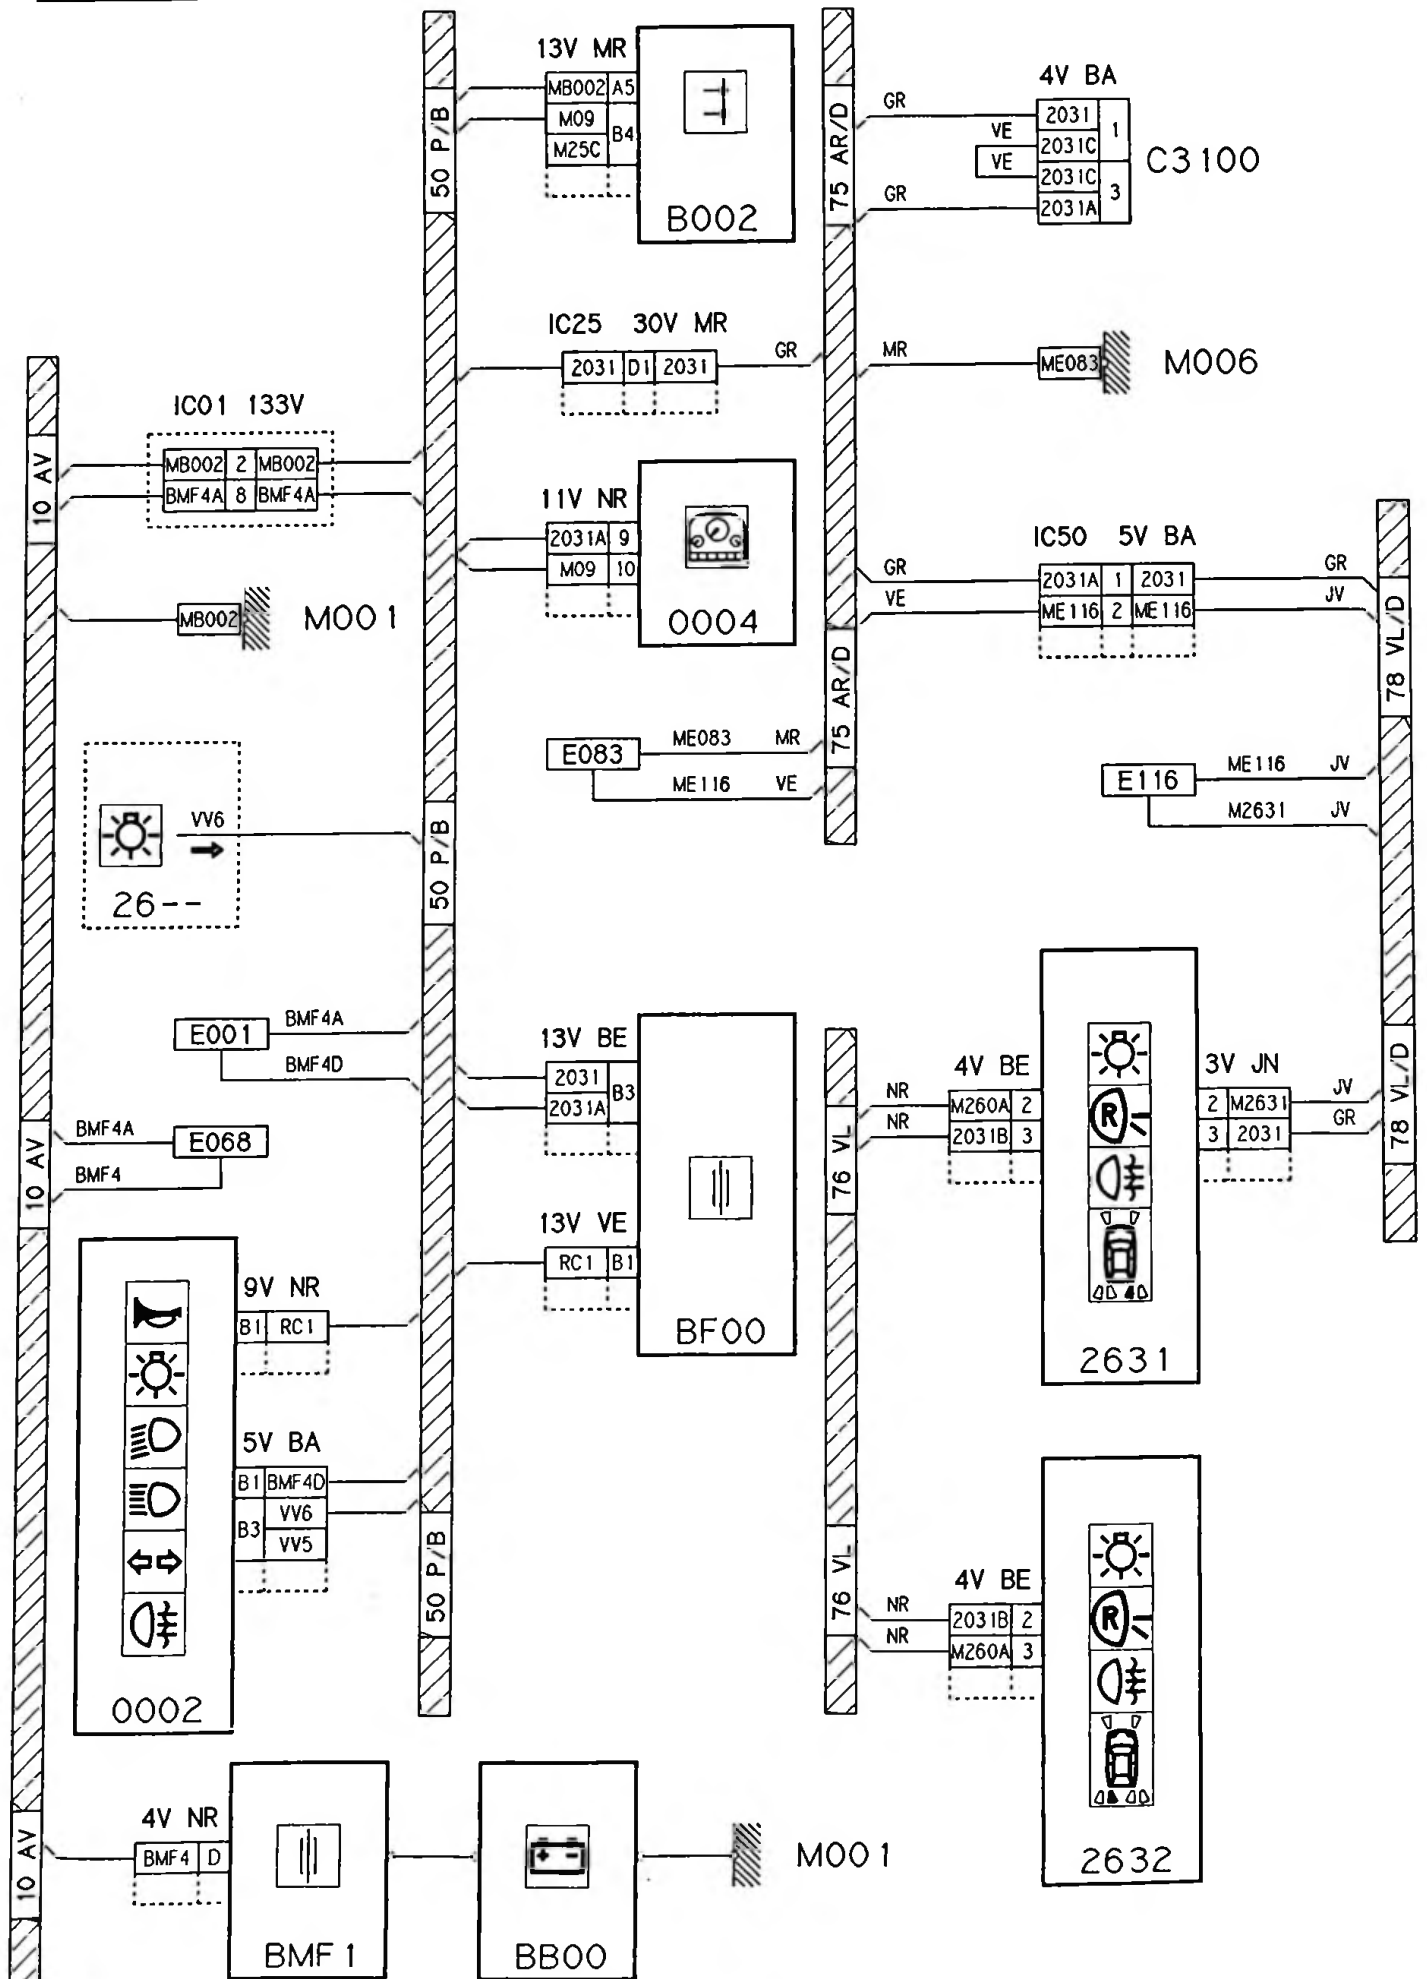 50 P/B
13V MR
MB002 A5
M09
B4
M25C
B002
75 AR/D
GR
4V BA
2031
1
VE
2031C
VE
2031C
3
GR
2031A
C3100
IC25 30V MR
2031 D1 2031
GR
MR
ME083
M006
10 AV
IC01 133V
MB002 2 MB002
BMF4A 8 BMF4A
MB002
M001
11V NR
2031A 9
M09 10
0004
IC50 5V BA
GR
2031A 1 2031
GR
VE
ME116 2 ME116
JV
78 VL/D
75 AR/D
E083
ME083 MR
ME116 VE
E116
ME116 JV
M2631 JV
VV6
26--
50 P/B
E001
BMF4A
BMF4D
10 AV
BMF4A
E068
BMF4
13V BE
2031
B3
2031A
13V VE
RC1 B1
BF00
76 VL
4V BE
NR
M260A 2
NR
2031B 3
R
2631
3V JN
2 M2631
JV
3 2031
GR
78 VL/D
9V NR
B1 RC1
5V BA
B1 BMF4D
B3
VV6
VV5
0002
50 P/B
76 VL
4V BE
NR
2031B 2
NR
M260A 3
R
2632
10 AV
4V NR
BMF4 D
BMF1
BB00
M001